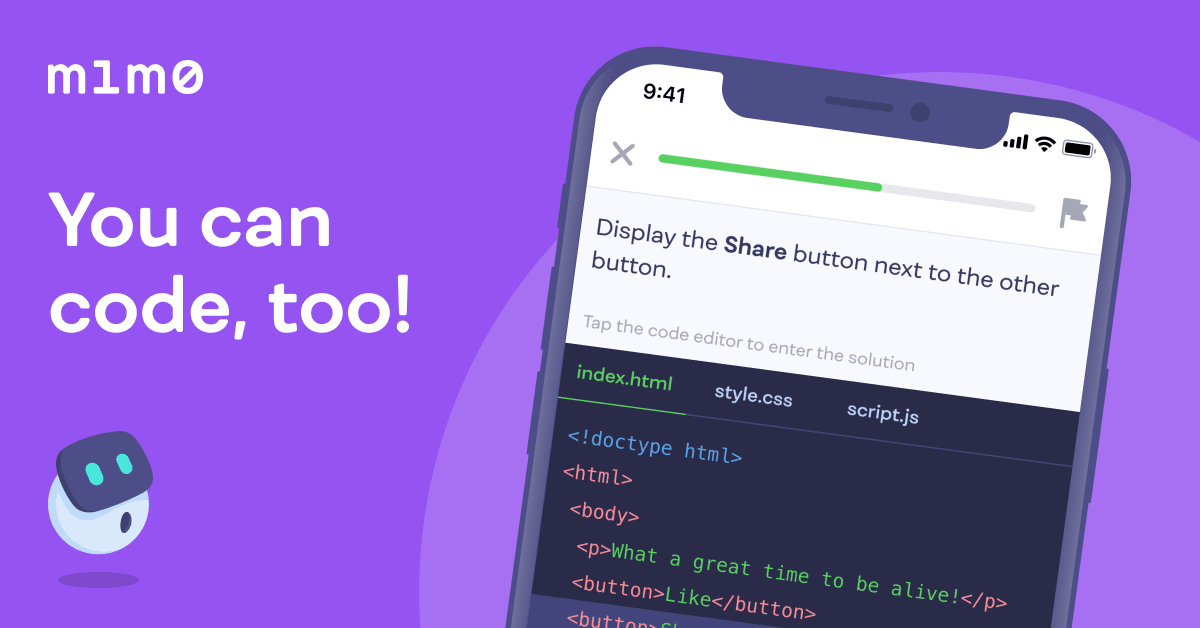 m1m0
You can
code, too!
9:41
Display the Share button next to the other
button.
Tap the code editor to enter the solution
index.html style.css script.js
<!doctype html>
<html>
<body>
<p>What a great time to be alive!</p>
<button>Like</button>
<button>